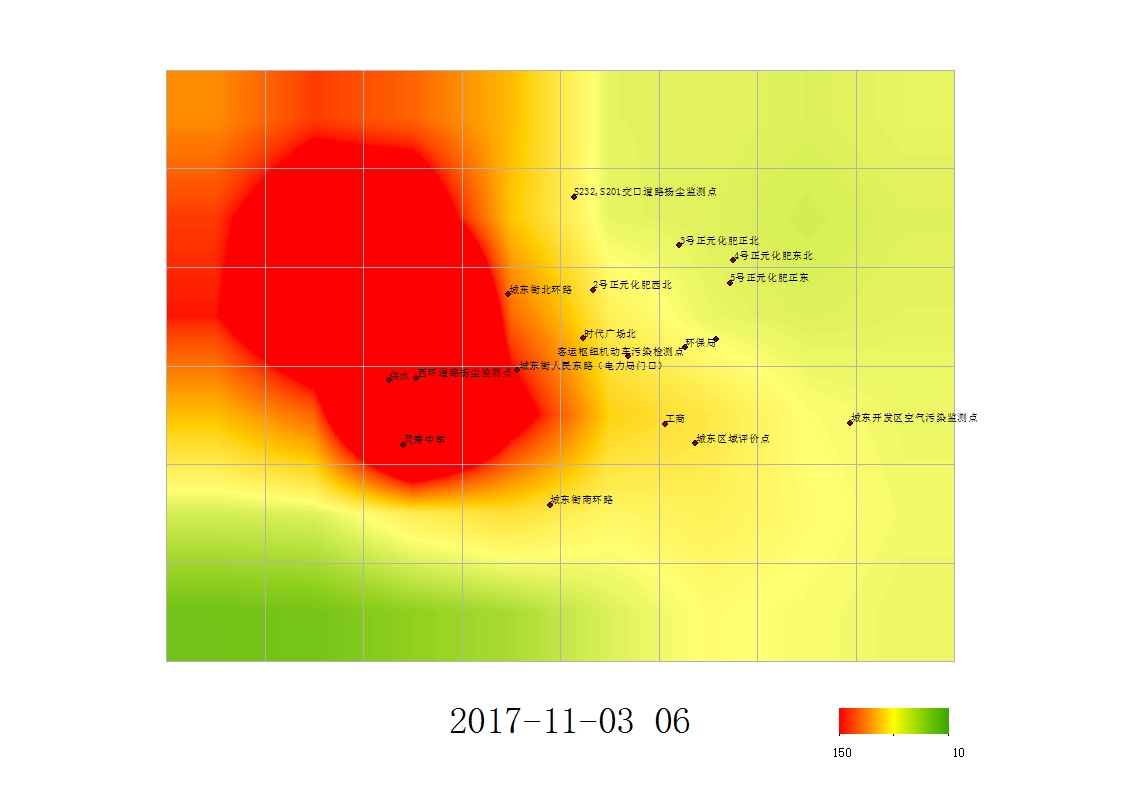 S232,S201交口道路扬尘监测点
3号正元化肥正北
4号正元化肥东北
5号正元化肥正东
2号正元化肥西北
城东街北环路
时代广场北
环保局
客运枢纽机动车污染检测点
城东街人民东路（电力局门口）
洪水
西环道路扬尘监测点
工商
城东开发区空气污染监测点
灵寿中学
城东区域评价点
城东街南环路
2017-11-03 06
150
10